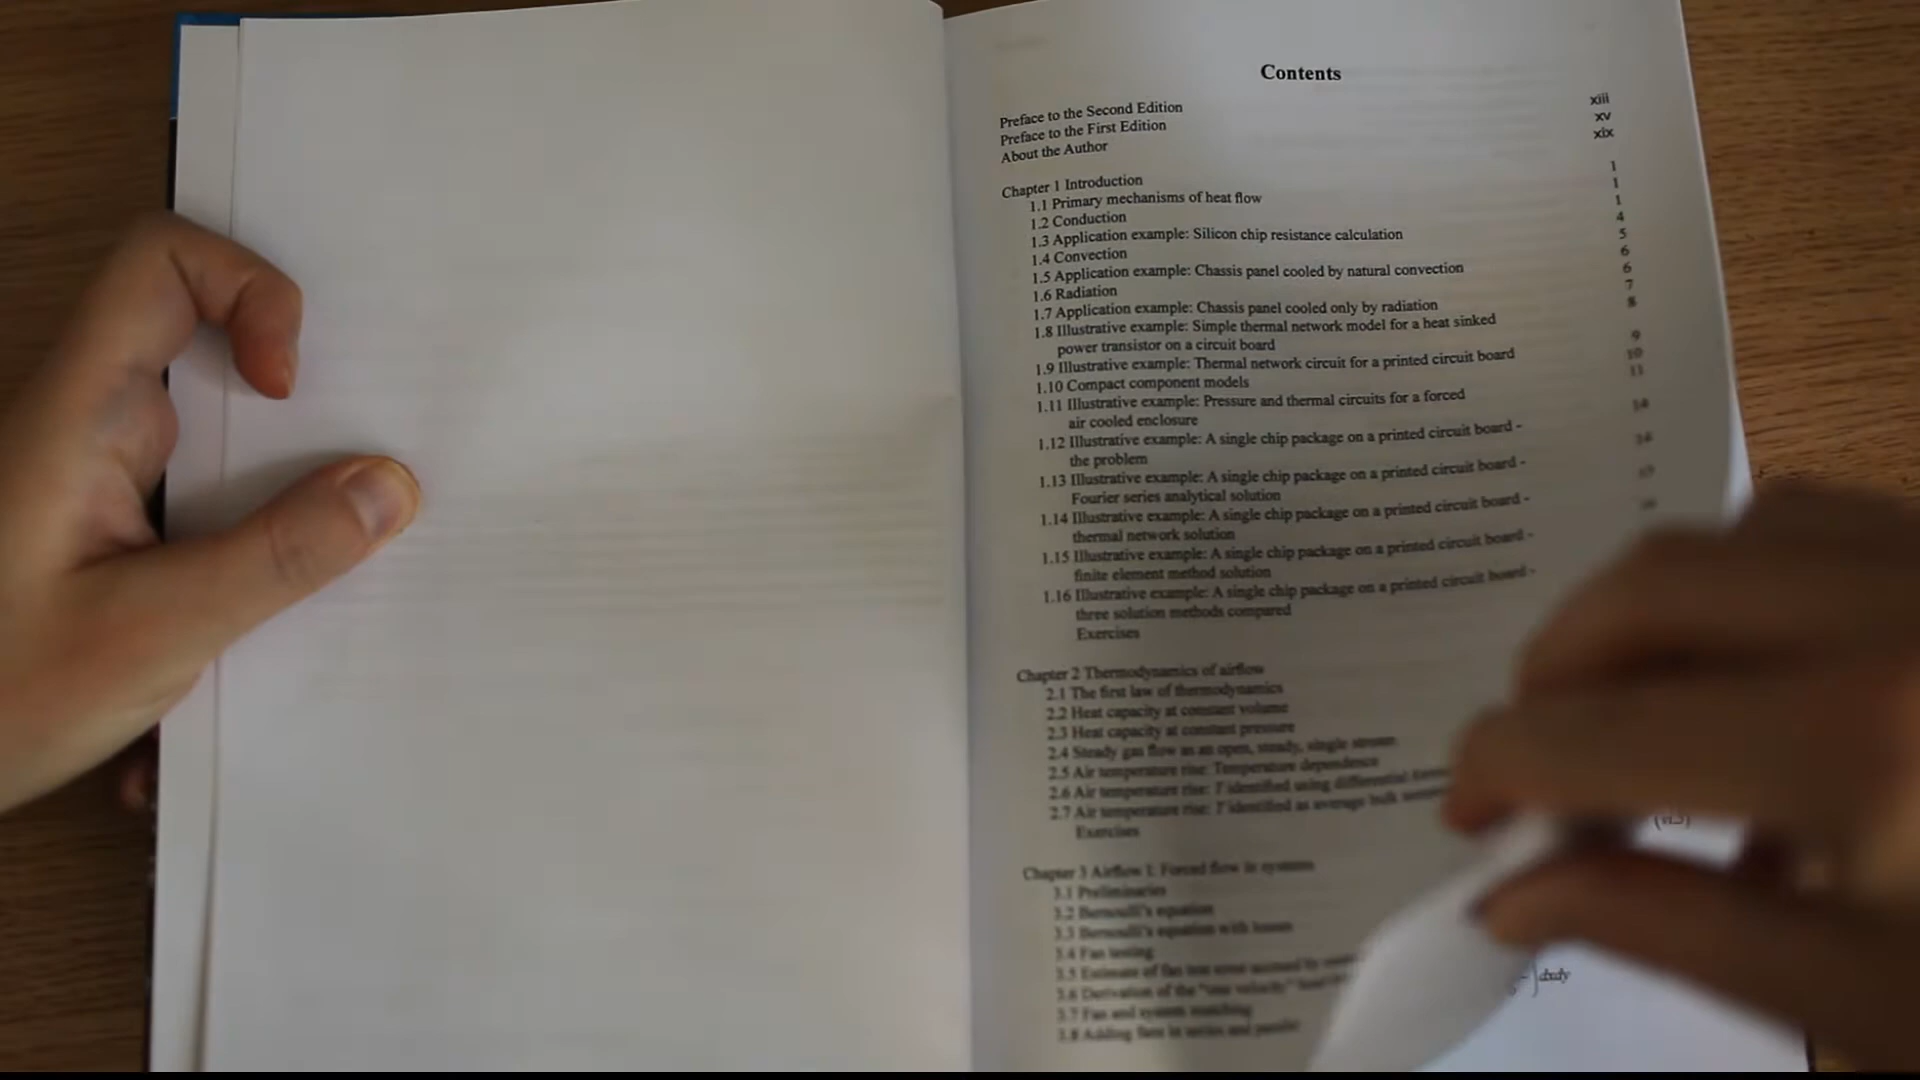 Contents
Preface to the Second Edition xiii
Preface to the First Edition xv
About the Author xix
Chapter 1 Introduction 1
1.1 Primary mechanisms of heat flow 1
1.2 Conduction 1
1.3 Application example: Silicon chip resistance calculation 4
1.4 Convection 5
1.5 Application example: Chassis panel cooled by natural convection 6
1.6 Radiation 6
1.7 Application example: Chassis panel cooled only by radiation 7
1.8 Illustrative example: Simple thermal network model for a heat sinked 8
power transistor on a circuit board
1.9 Illustrative example: Thermal network circuit for a printed circuit board 9
1.10 Compact component models 10
1.11 Illustrative example: Pressure and thermal circuits for a forced 11
air cooled enclosure
1.12 Illustrative example: A single chip package on a printed circuit board - 14
the problem
1.13 Illustrative example: A single chip package on a printed circuit board -
Fourier series analytical solution
1.14 Illustrative example: A single chip package on a printed circuit board -
thermal network solution
1.15 Illustrative example: A single chip package on a printed circuit board -
finite element method solution
1.16 Illustrative example: A single chip package on a printed circuit board -
three solution methods compared
Exercises
Chapter 2 Thermodynamics of airflow
2.1 The first law of thermodynamics
2.2 Heat capacity at constant volume
2.3 Heat capacity at constant pressure
2.4 Steady gas flow as an open, steady, single stream
2.5 Air temperature rise: Temperature dependence
2.6 Air temperature rise: T identified using differential
2.7 Air temperature rise: T identified as average bulk
Exercises
Chapter 3 Airflow I: Forced flow in systems
3.1 Preliminaries
3.2 Bernoulli's equation
3.3 Bernoulli's equation with losses
3.4 Fan testing
3.5 Estimate of fan test error
3.6 Derivation of the "one velocity"
3.7 Fan and system matching
3.8 Adding fans in series and parallel
dxdy